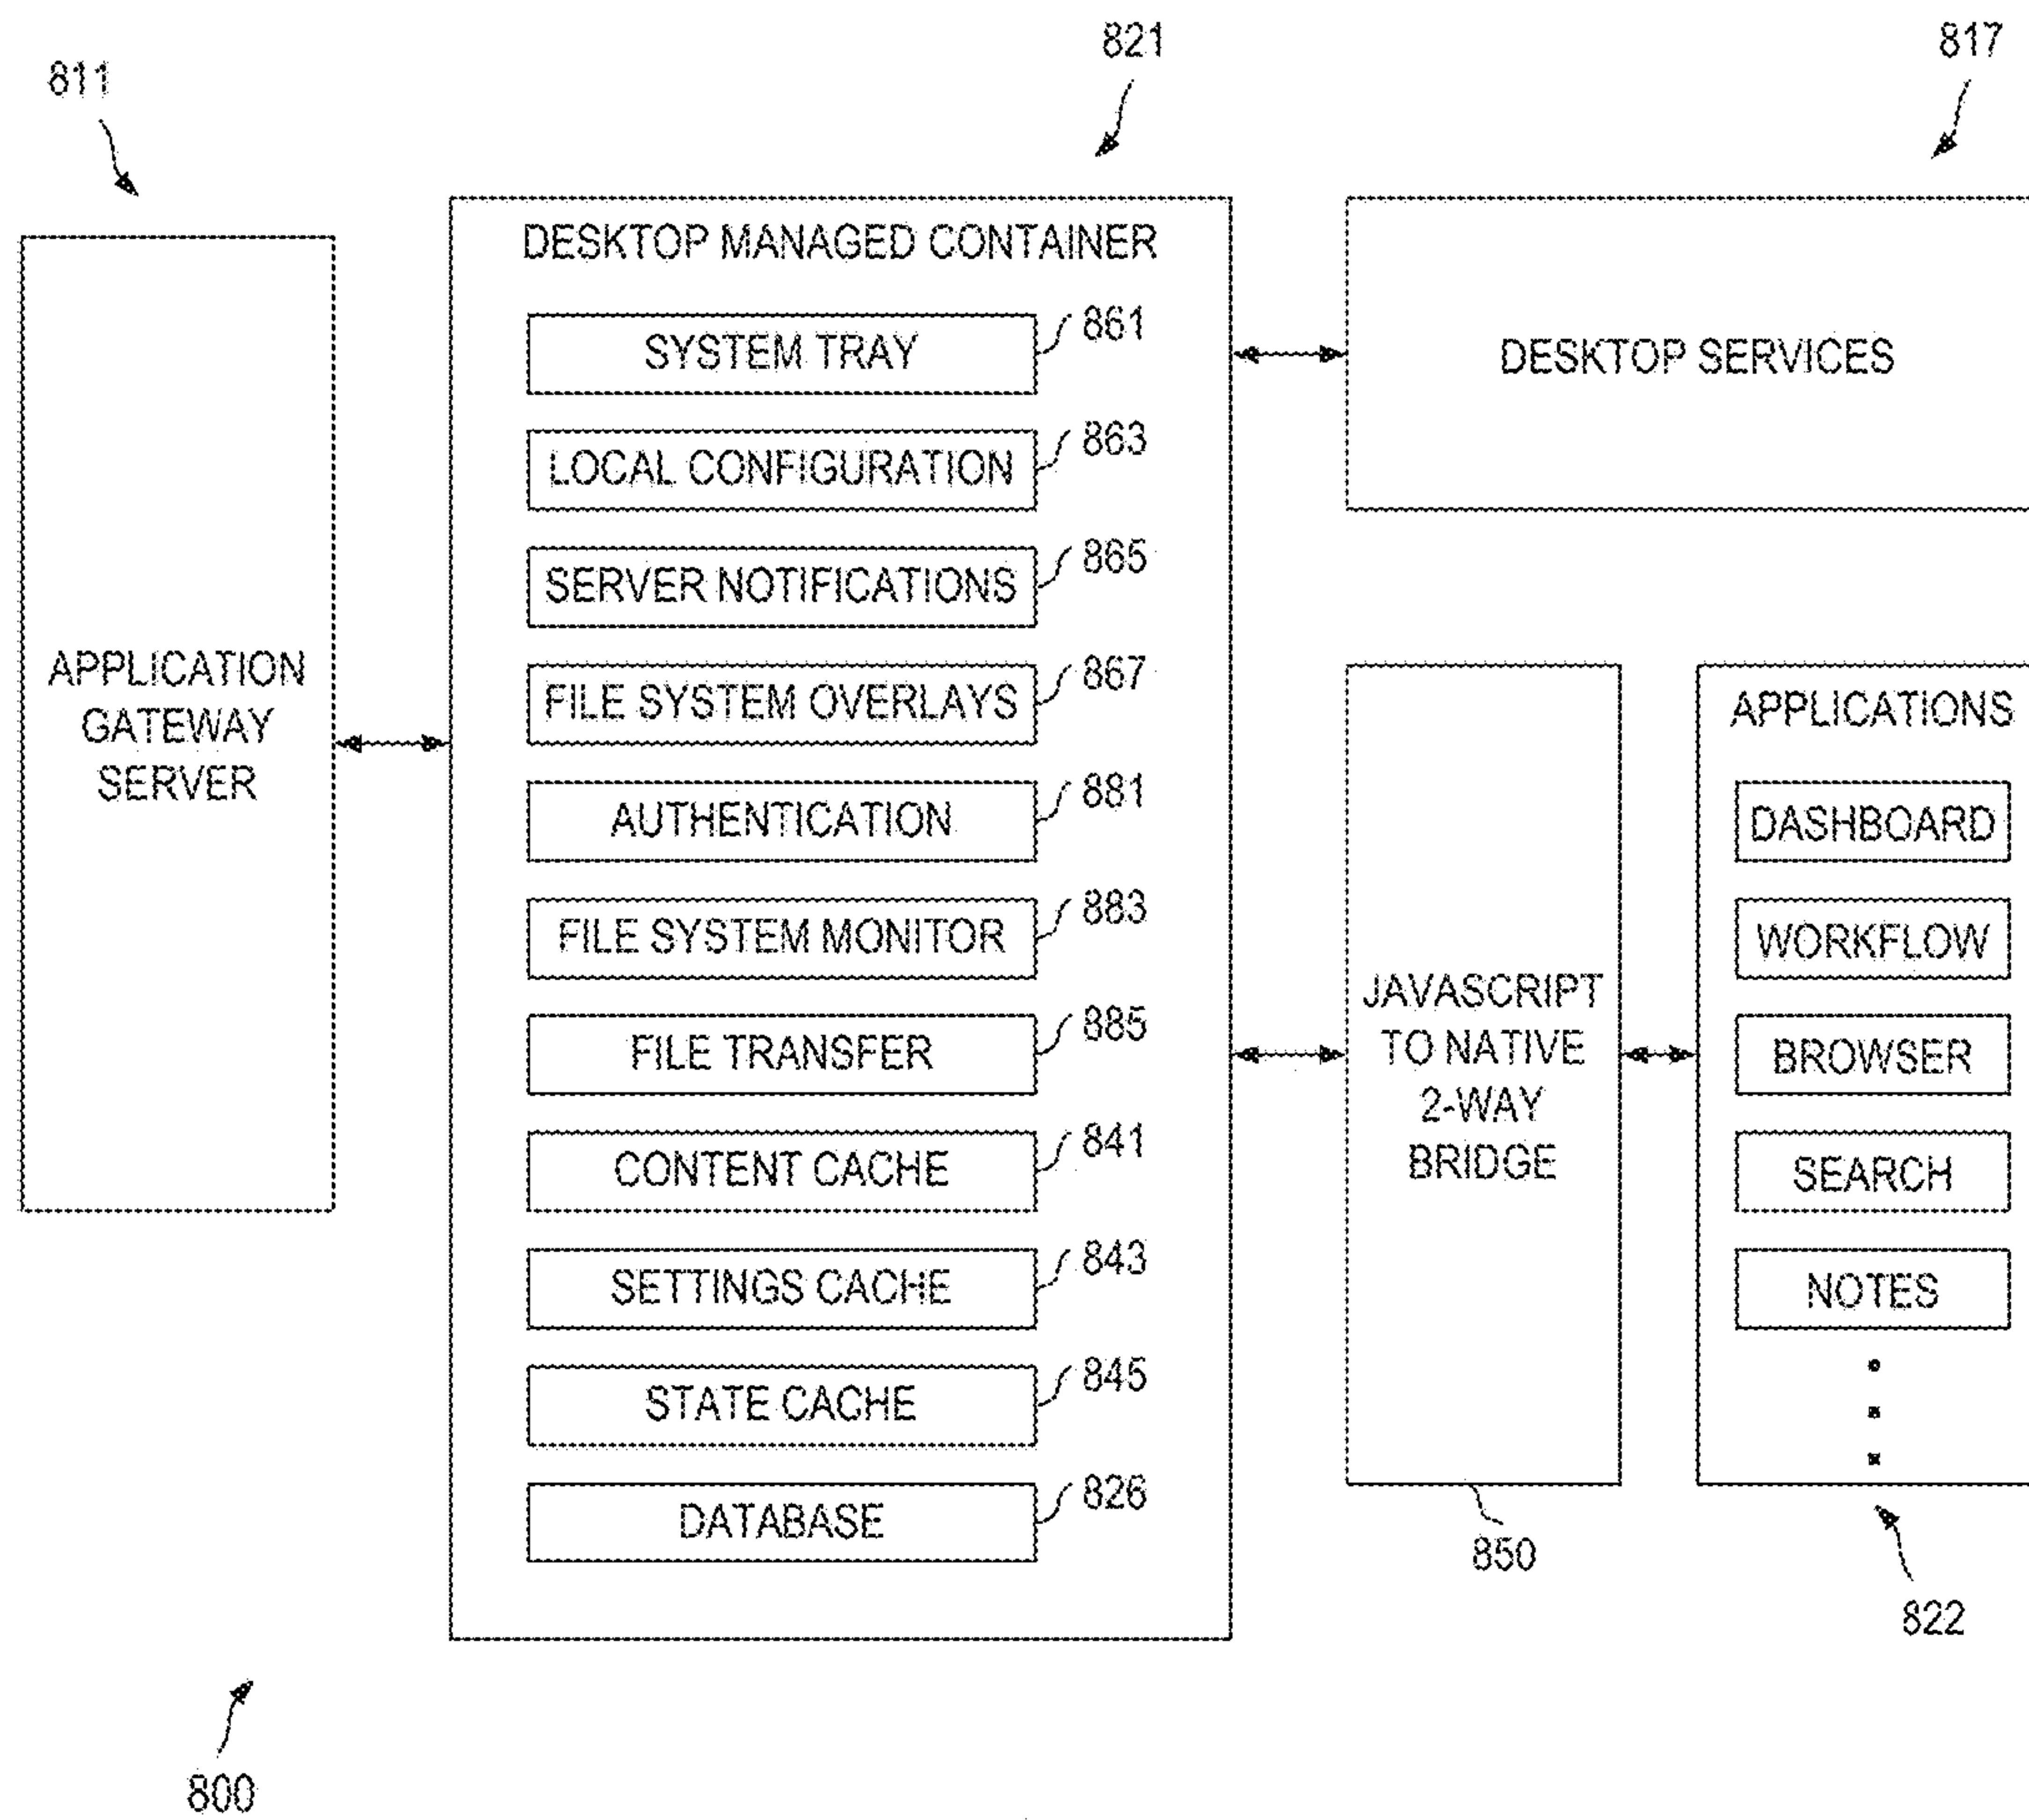 811
821
817
APPLICATION
GATEWAY
SERVER
DESKTOP MANAGED CONTAINER
SYSTEM TRAY
861
LOCAL CONFIGURATION
863
SERVER NOTIFICATIONS
865
FILE SYSTEM OVERLAYS
867
AUTHENTICATION
881
FILE SYSTEM MONITOR
883
FILE TRANSFER
885
CONTENT CACHE
841
SETTINGS CACHE
843
STATE CACHE
845
DATABASE
826
DESKTOP SERVICES
JAVASCRIPT
TO NATIVE
2-WAY
BRIDGE
850
APPLICATIONS
DASHBOARD
WORKFLOW
BROWSER
SEARCH
NOTES
822
800